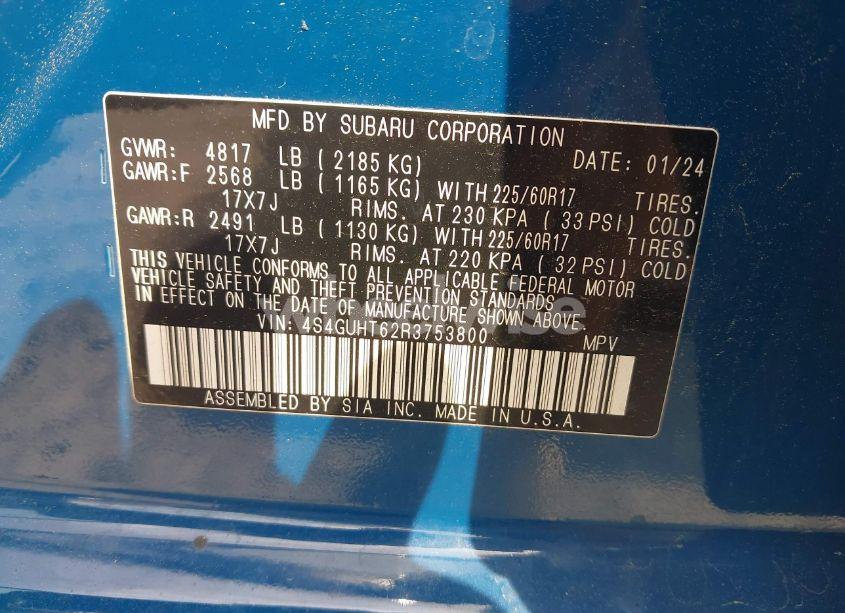 MFD BY SUBARU CORPORATION
GVWR: 4817 LB ( 2185 KG) DATE: 01/24
GAWR:F 2568 LB ( 1165 KG) WITH 225/60R17 TIRES.
17X7J RIMS. AT 230 KPA ( 33 PSI) COLD
GAWR:R 2491 LB ( 1130 KG) WITH 225/60R17 TIRES.
17X7J RIMS. AT 220 KPA ( 32 PSI) COLD
THIS VEHICLE CONFORMS TO ALL APPLICABLE FEDERAL MOTOR
VEHICLE SAFETY AND THEFT PREVENTION STANDARDS
IN EFFECT ON THE DATE OF MANUFACTURE SHOWN ABOVE.
VIN: 4S4GUHT62R3753800 MPV
ASSEMBLED BY SIA INC. MADE IN U.S.A.